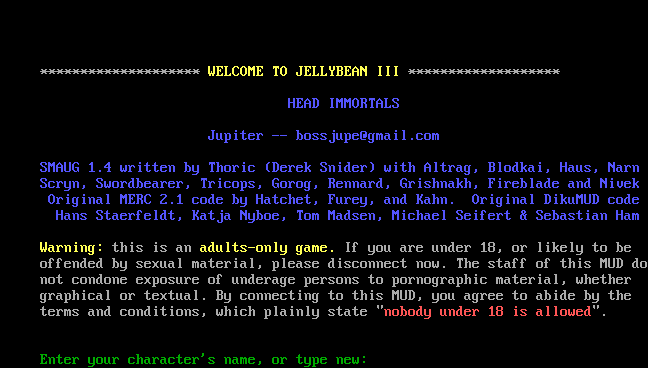 ******************** WELCOME TO JELLYBEAN III *******************
HEAD IMMORTALS
Jupiter -- bossjupe@gmail.com
SMAUG 1.4 written by Thoric (Derek Snider) with Altrag, Blodkai, Haus, Narn
Scryn, Swordbearer, Tricops, Gorog, Rennard, Grishnakh, Fireblade and Nivek
Original MERC 2.1 code by Hatchet, Furey, and Kahn. Original DikuMUD code
Hans Staerfeldt, Katja Nyboe, Tom Madsen, Michael Seifert & Sebastian Ham
Warning: this is an adults-only game. If you are under 18, or likely to be
offended by sexual material, please disconnect now. The staff of this MUD do
not condone exposure of underage persons to pornographic material, whether
graphical or textual. By connecting to this MUD, you agree to abide by the
terms and conditions, which plainly state "nobody under 18 is allowed".
Enter your character's name, or type new: